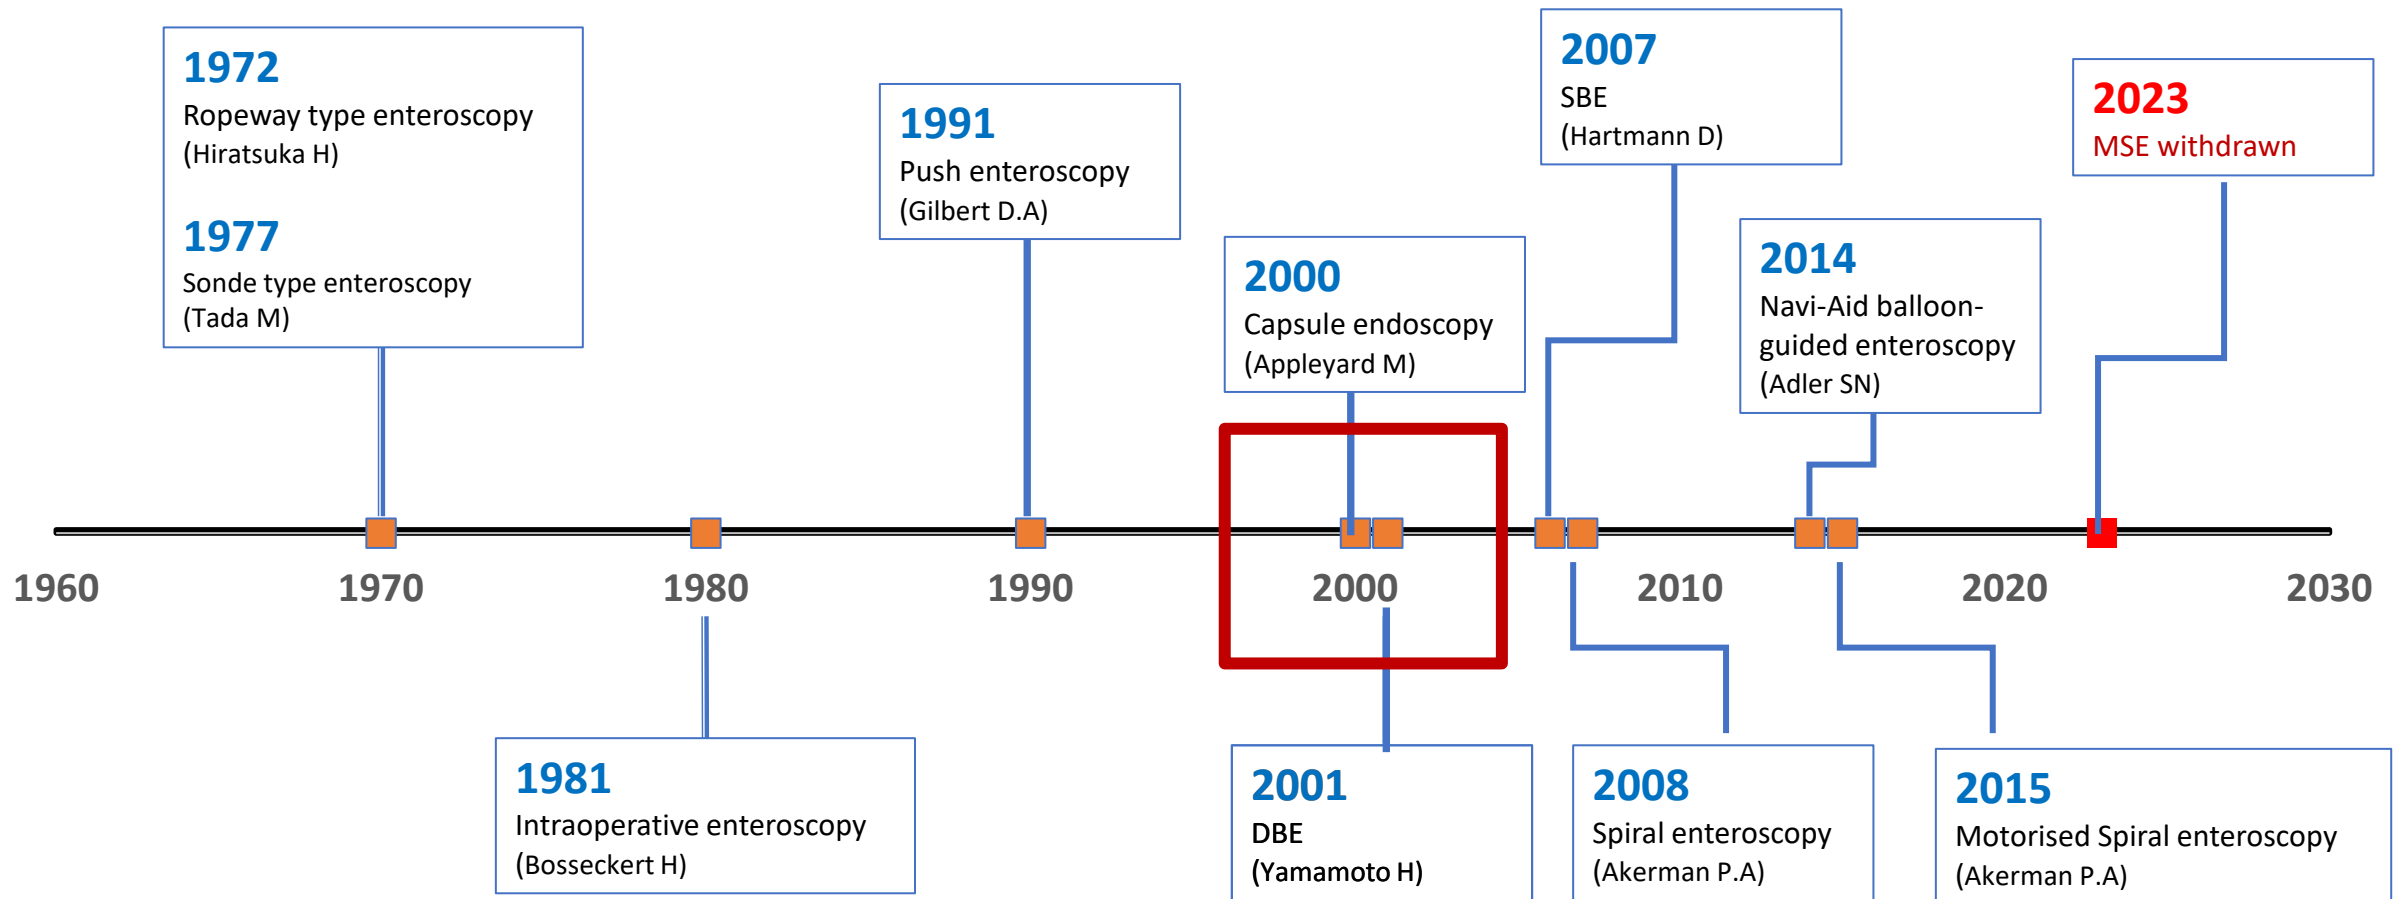 1972
Ropeway type enteroscopy
(Hiratsuka H)
1977
Sonde type enteroscopy
(Tada M)
1991
Push enteroscopy
(Gilbert D.A)
2000
Capsule endoscopy
(Appleyard M)
2007
SBE
(Hartmann D)
2014
Navi-Aid balloon-
guided enteroscopy
(Adler SN)
2023
MSE withdrawn
1960
1970
1980
1990
2000
2010
2020
2030
1981
Intraoperative enteroscopy
(Bosseckert H)
2001
DBE
(Yamamoto H)
2008
Spiral enteroscopy
(Akerman P.A)
2015
Motorised Spiral enteroscopy
(Akerman P.A)